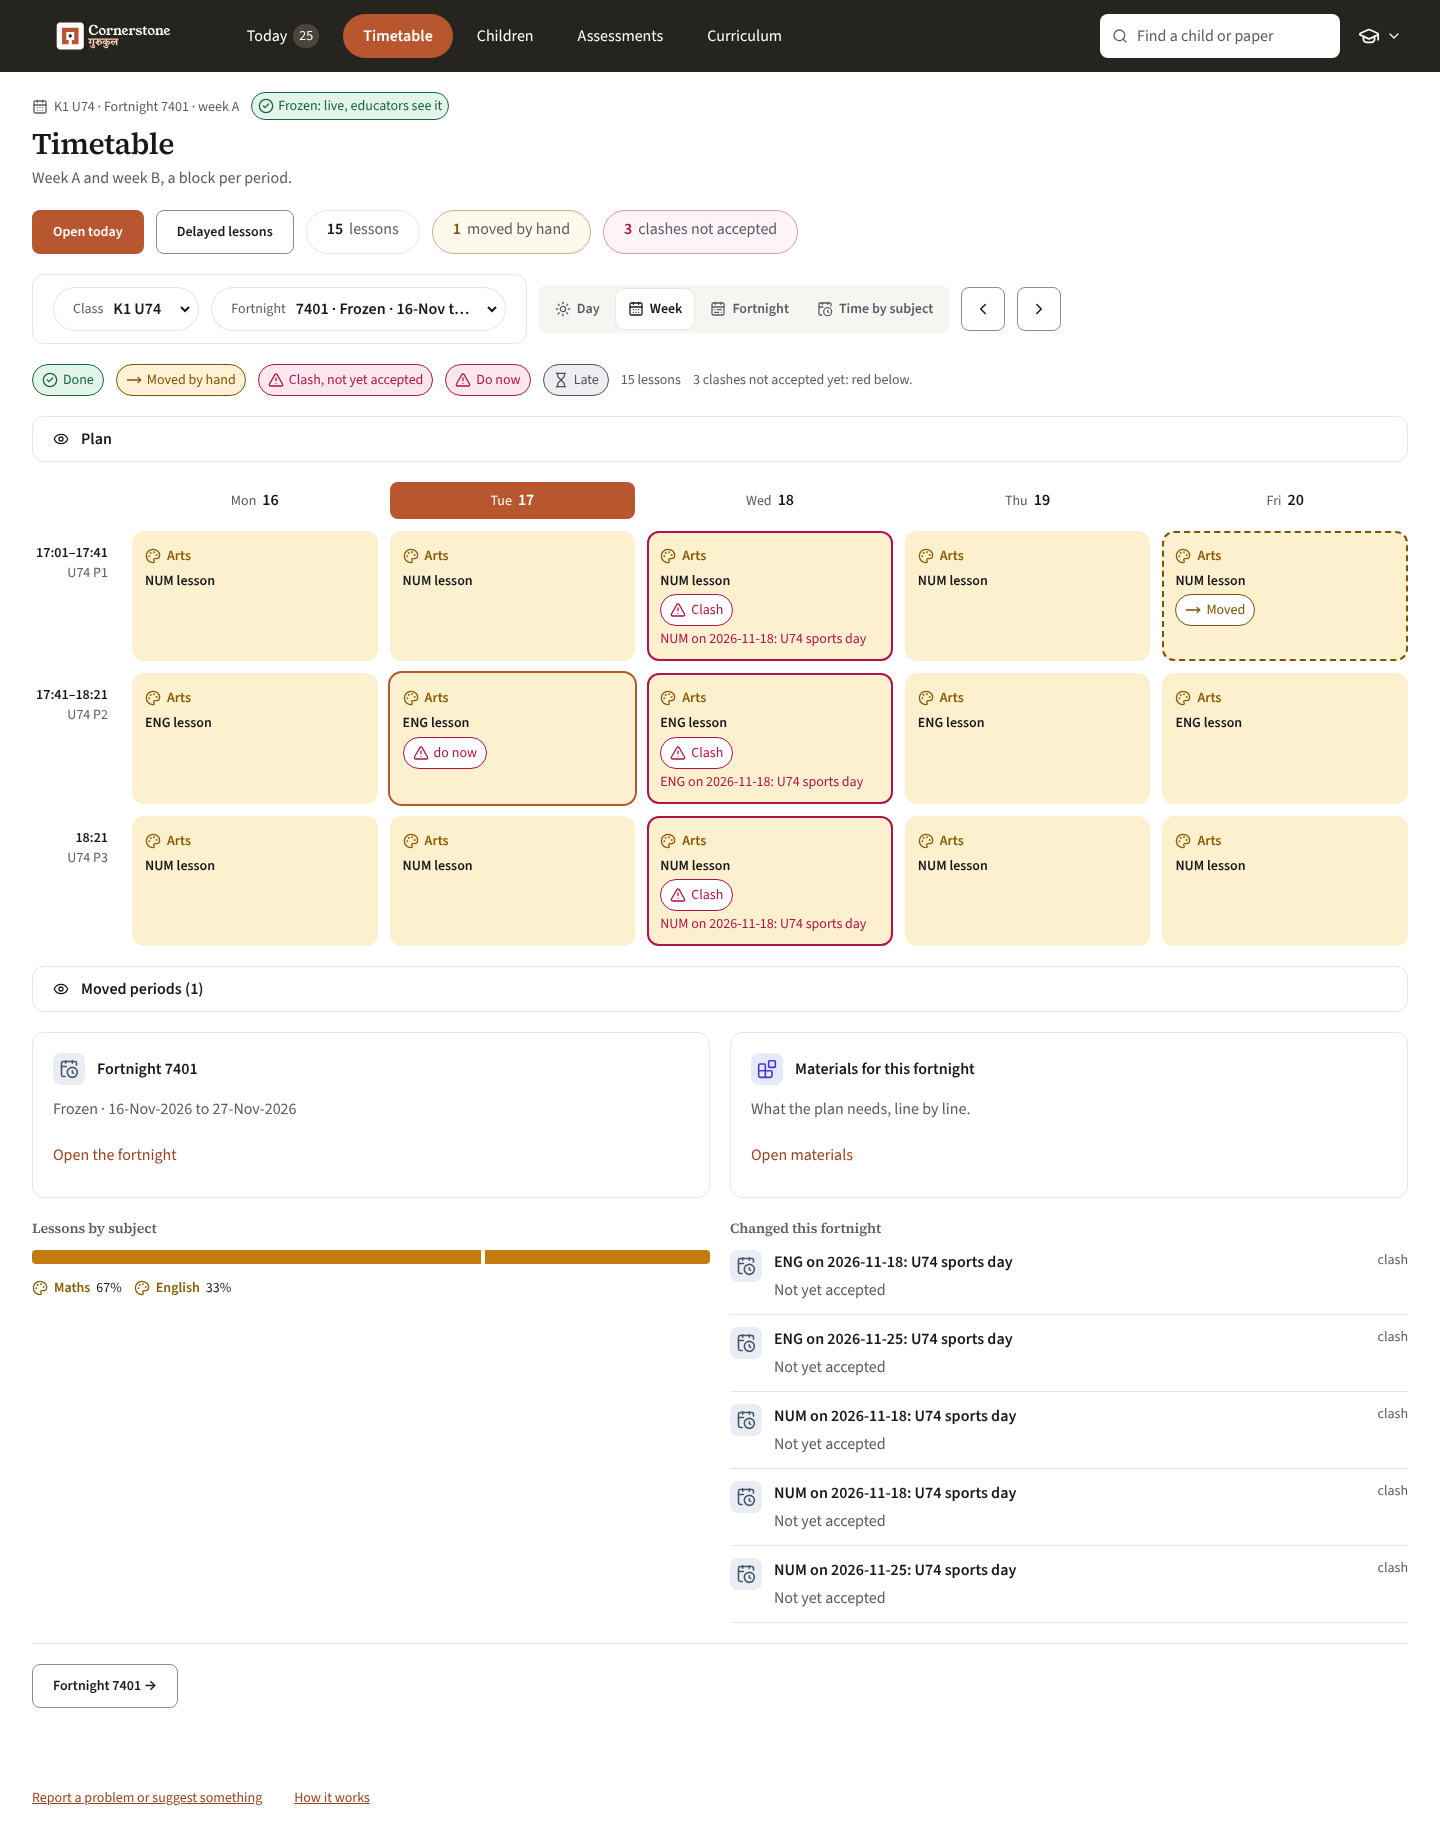 Cornerstone
गुरुकुल
Today 25
Timetable
Children
Assessments
Curriculum
Find a child or paper
K1 U74 · Fortnight 7401 · week A
Frozen: live, educators see it
Timetable
Week A and week B, a block per period.
Open today
Delayed lessons
15 lessons
1 moved by hand
3 clashes not accepted
Class K1 U74
Fortnight 7401 · Frozen · 16-Nov t...
Day
Week
Fortnight
Time by subject
Done
Moved by hand
Clash, not yet accepted
Do now
Late
15 lessons
3 clashes not accepted yet: red below.
Plan
Mon 16
Tue 17
Wed 18
Thu 19
Fri 20
17:01–17:41
U74 P1
Arts
NUM lesson
Arts
NUM lesson
Arts
NUM lesson
Clash
NUM on 2026-11-18: U74 sports day
Arts
NUM lesson
Arts
NUM lesson
Moved
17:41–18:21
U74 P2
Arts
ENG lesson
Arts
ENG lesson
do now
Arts
ENG lesson
Clash
ENG on 2026-11-18: U74 sports day
Arts
ENG lesson
Arts
ENG lesson
18:21
U74 P3
Arts
NUM lesson
Arts
NUM lesson
Arts
NUM lesson
Clash
NUM on 2026-11-18: U74 sports day
Arts
NUM lesson
Arts
NUM lesson
Moved periods (1)
Fortnight 7401
Frozen · 16-Nov-2026 to 27-Nov-2026
Open the fortnight
Materials for this fortnight
What the plan needs, line by line.
Open materials
Lessons by subject
Maths 67%
English 33%
Changed this fortnight
ENG on 2026-11-18: U74 sports day
clash
Not yet accepted
ENG on 2026-11-25: U74 sports day
clash
Not yet accepted
NUM on 2026-11-18: U74 sports day
clash
Not yet accepted
NUM on 2026-11-18: U74 sports day
clash
Not yet accepted
NUM on 2026-11-25: U74 sports day
clash
Not yet accepted
Fortnight 7401 →
Report a problem or suggest something
How it works